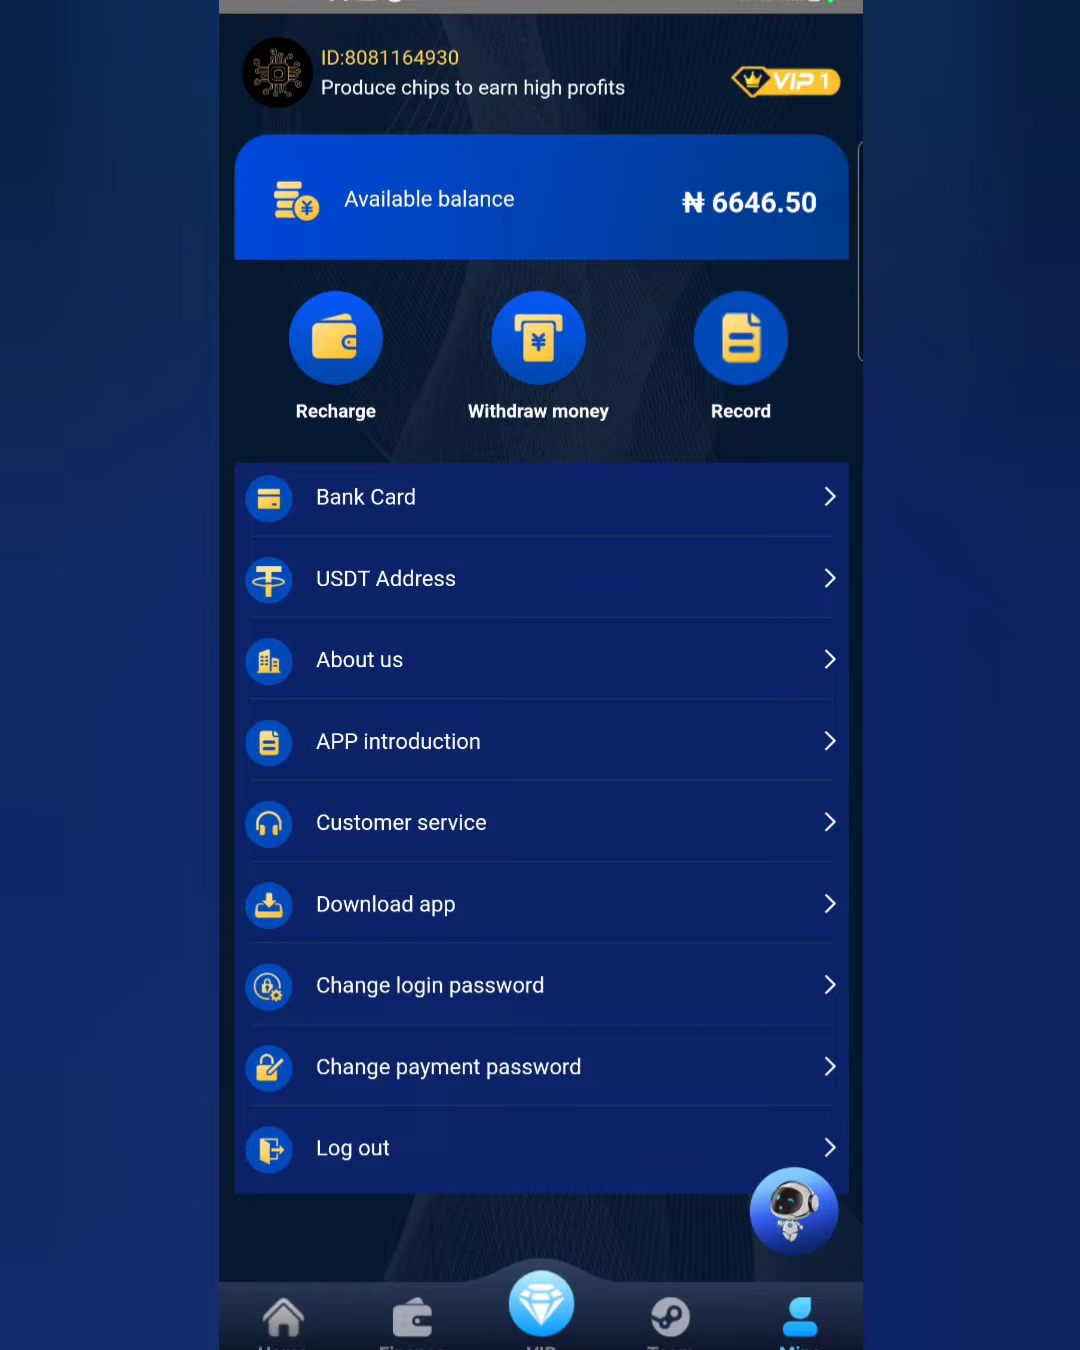 ID:8081164930
Produce chips to earn high profits
VIP 1
Available balance
₦ 6646.50
Recharge
Withdraw money
Record
Bank Card
USDT Address
About us
APP introduction
Customer service
Download app
Change login password
Change payment password
Log out